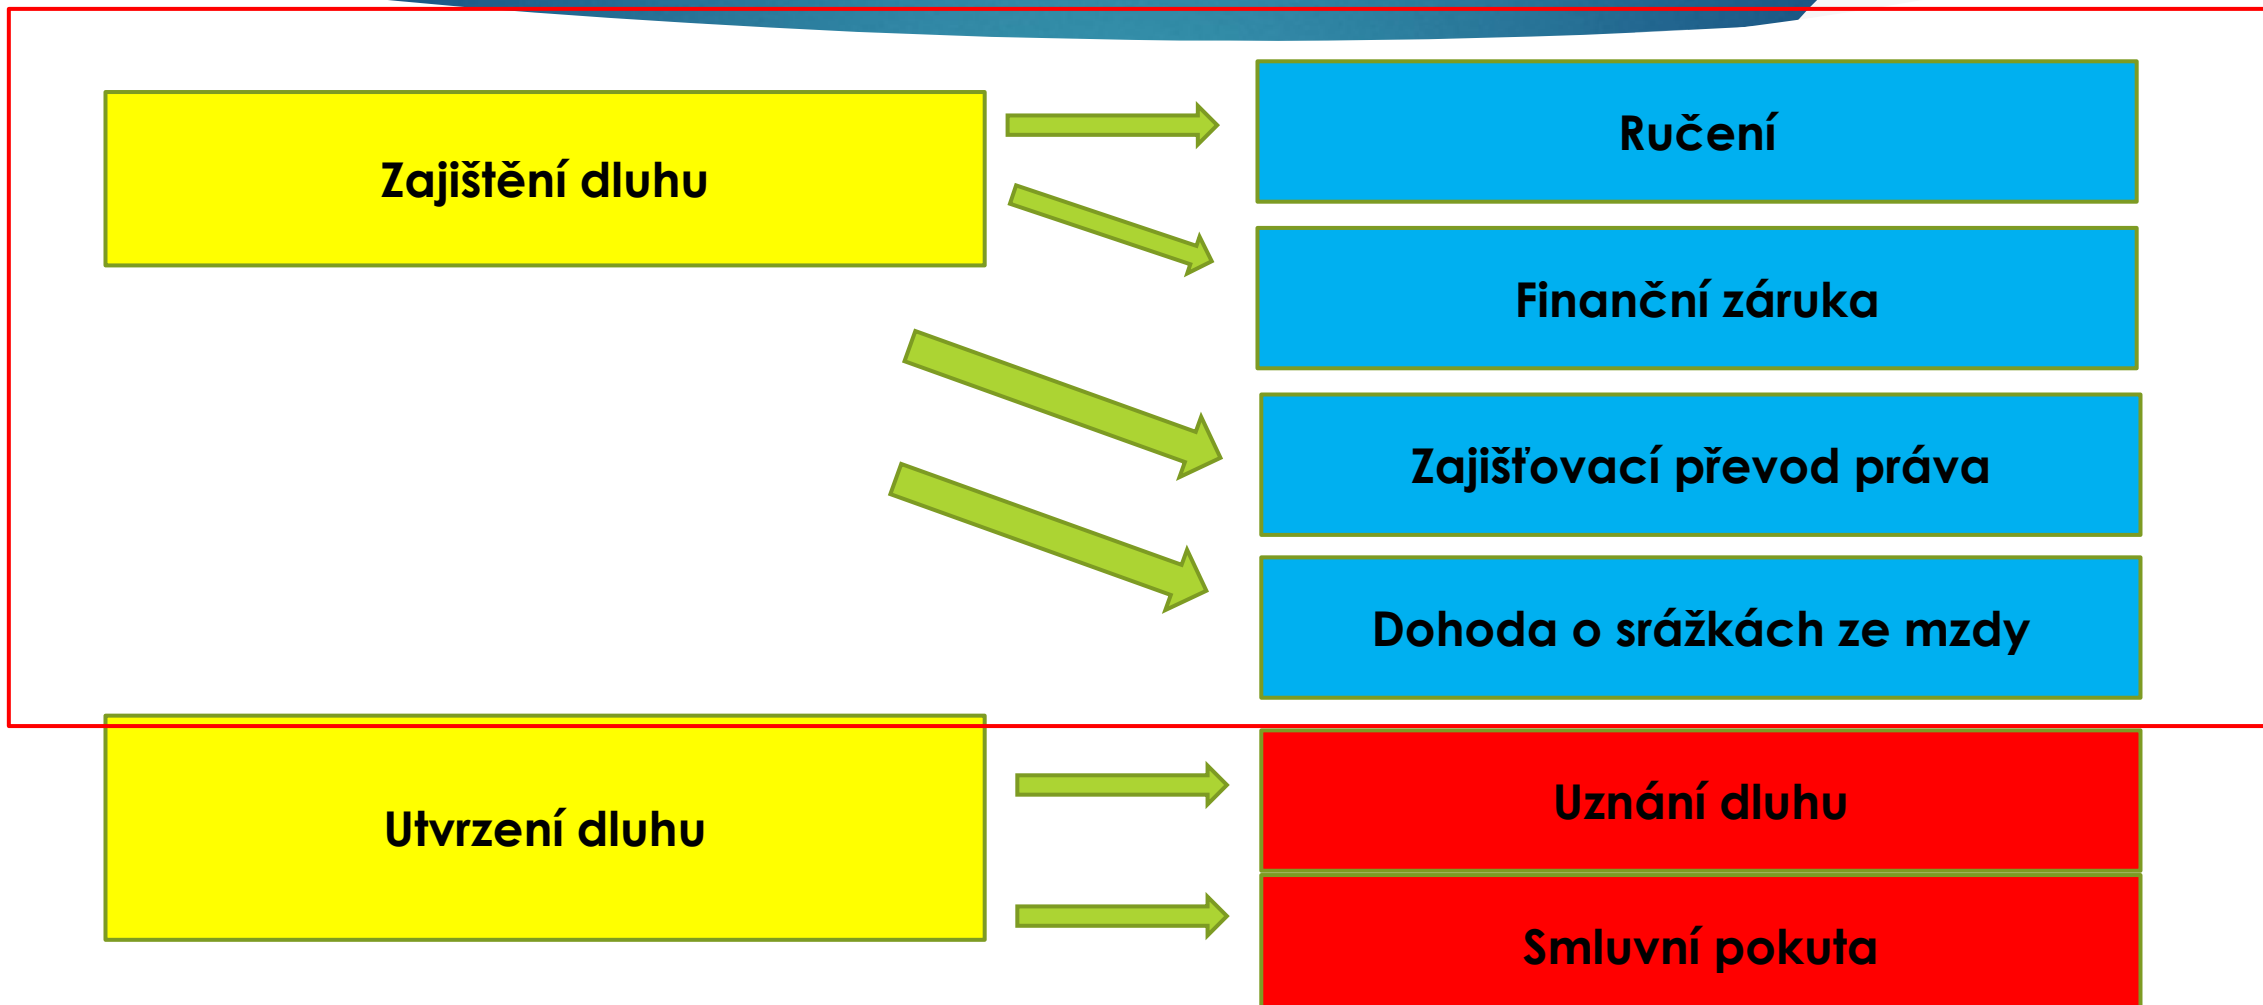 Zajištění dluhu
Ručení
Finanční záruka
Zajišťovací převod práva
Dohoda o srážkách ze mzdy
Utvrzení dluhu
Uznání dluhu
Smluvní pokuta